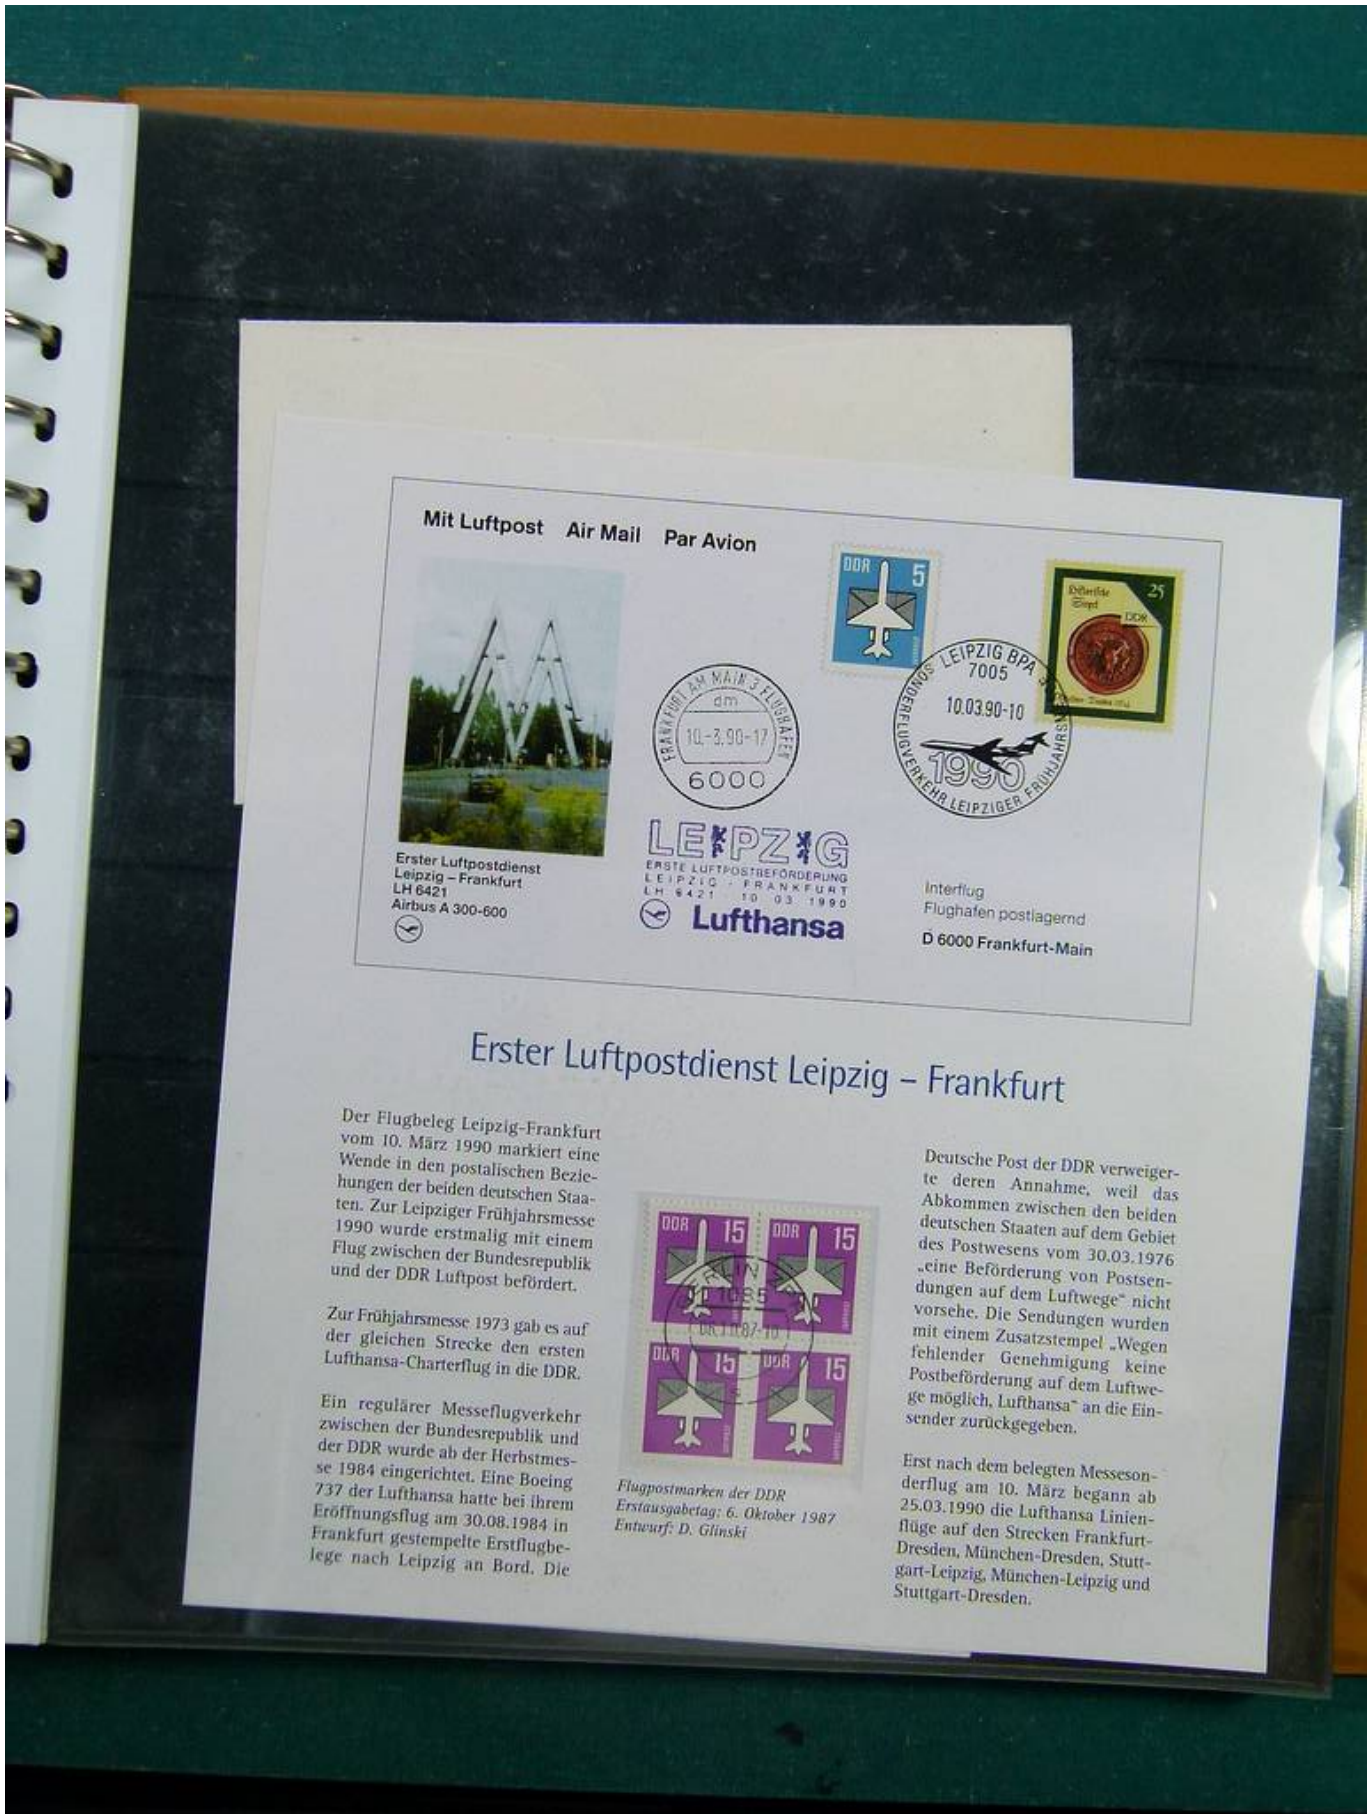 Mit Luftpost Air Mail Par Avion
DDR 5
Historische
Siegel
25
DDR
FRANKFURT AM MAIN 3 FLUGHAFEN
dm
10.-3.90-17
6000
LEIPZIG BPA
7005
10.03.90-10
1990
SONDERFLUGVERKEHR LEIPZIGER FRÜHJAHRSM
Erster Luftpostdienst
Leipzig – Frankfurt
LH 6421
Airbus A 300-600
LEIPZIG
ERSTE LUFTPOSTBEFÖRDERUNG
LEIPZIG - FRANKFURT
LH 6421 10 03 1990
Lufthansa
Interflug
Flughafen postlagernd
D 6000 Frankfurt-Main
Erster Luftpostdienst Leipzig – Frankfurt
Der Flugbeleg Leipzig-Frankfurt
vom 10. März 1990 markiert eine
Wende in den postalischen Bezie-
hungen der beiden deutschen Staa-
ten. Zur Leipziger Frühjahrsmesse
1990 wurde erstmalig mit einem
Flug zwischen der Bundesrepublik
und der DDR Luftpost befördert.
Zur Frühjahrsmesse 1973 gab es auf
der gleichen Strecke den ersten
Lufthansa-Charterflug in die DDR.
Ein regulärer Messeflugverkehr
zwischen der Bundesrepublik und
der DDR wurde ab der Herbstmes-
se 1984 eingerichtet. Eine Boeing
737 der Lufthansa hatte bei ihrem
Eröffnungsflug am 30.08.1984 in
Frankfurt gestempelte Erstflugbe-
lege nach Leipzig an Bord. Die
DDR 15
DDR 15
1085
DDR 15
DDR 15
Flugpostmarken der DDR
Erstausgabetag: 6. Oktober 1987
Entwurf: D. Glinski
Deutsche Post der DDR verweiger-
te deren Annahme, weil das
Abkommen zwischen den beiden
deutschen Staaten auf dem Gebiet
des Postwesens vom 30.03.1976
„eine Beförderung von Postsen-
dungen auf dem Luftwege“ nicht
vorsehe. Die Sendungen wurden
mit einem Zusatzstempel „Wegen
fehlender Genehmigung keine
Postbeförderung auf dem Luftwe-
ge möglich, Lufthansa“ an die Ein-
sender zurückgegeben.
Erst nach dem belegten Messeson-
derflug am 10. März begann ab
25.03.1990 die Lufthansa Linien-
flüge auf den Strecken Frankfurt-
Dresden, München-Dresden, Stutt-
gart-Leipzig, München-Leipzig und
Stuttgart-Dresden.